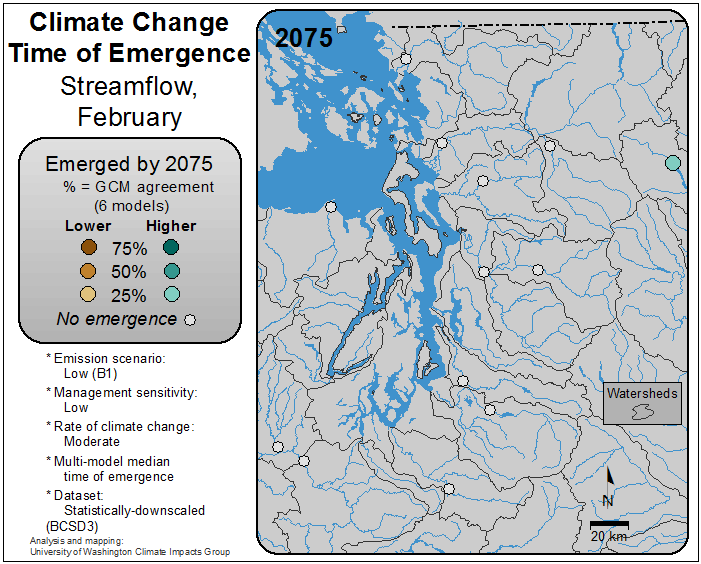 Climate Change
Time of Emergence
Streamflow,
February
Emerged by 2075
% = GCM agreement
(6 models)
Lower Higher
75%
50%
25%
No emergence
* Emission scenario:
Low (B1)
* Management sensitivity:
Low
* Rate of climate change:
Moderate
* Multi-model median
time of emergence
* Dataset:
Statistically-downscaled
(BCSD3)
Analysis and mapping:
University of Washington Climate Impacts Group
2075
Watersheds
N
20 km